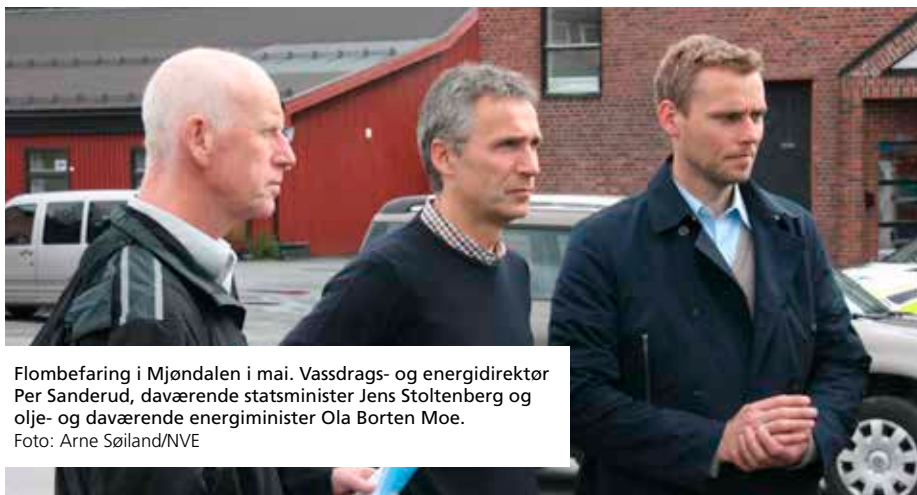 Flombefaring i Mjøndalen i mai. Vassdrags- og energidirektør
Per Sanderud, daværende statsminister Jens Stoltenberg og
olje- og daværende energiminister Ola Borten Moe.
Foto: Arne Søiland/NVE